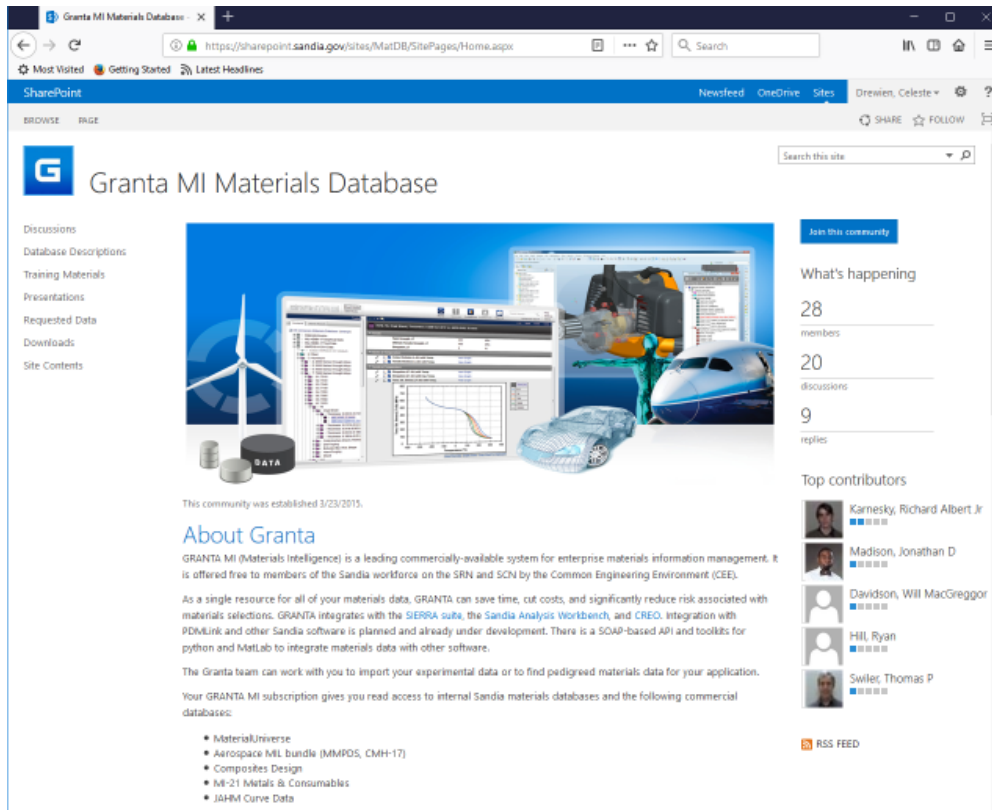 Granta MI Materials Database -
https://sharepoint.sandia.gov/sites/MatDB/SitePages/Home.aspx
Search
Most Visited
Getting Started
Latest Headlines
SharePoint
Newsfeed
OneDrive
Sites
Drewien, Celeste
?
BROWSE
PAGE
SHARE
FOLLOW
G
Granta MI Materials Database
Search this site
Discussions
Database Descriptions
Training Materials
Presentations
Requested Data
Downloads
Site Contents
DATA
Join this community
What's happening
28
members
20
discussions
9
replies
Top contributors
Karnesky, Richard Albert Jr
Madison, Jonathan D
Davidson, Will MacGreggor
Hill, Ryan
Swiler, Thomas P
RSS FEED
This community was established 3/23/2015.
About Granta
GRANTA MI (Materials Intelligence) is a leading commercially-available system for enterprise materials information management. It
is offered free to members of the Sandia workforce on the SRN and SCN by the Common Engineering Environment (CEE).
As a single resource for all of your materials data, GRANTA can save time, cut costs, and significantly reduce risk associated with
materials selections. GRANTA integrates with the SIERRA suite, the Sandia Analysis Workbench, and CREO. Integration with
PDMLink and other Sandia software is planned and already under development. There is a SOAP-based API and toolkits for
python and MatLab to integrate materials data with other software.
The Granta team can work with you to import your experimental data or to find pedigreed materials data for your application.
Your GRANTA MI subscription gives you read access to internal Sandia materials databases and the following commercial
databases:
• MaterialUniverse
• Aerospace MIL bundle (MMPDS, CMH-17)
• Composites Design
• MI-21 Metals & Consumables
• JAHM Curve Data